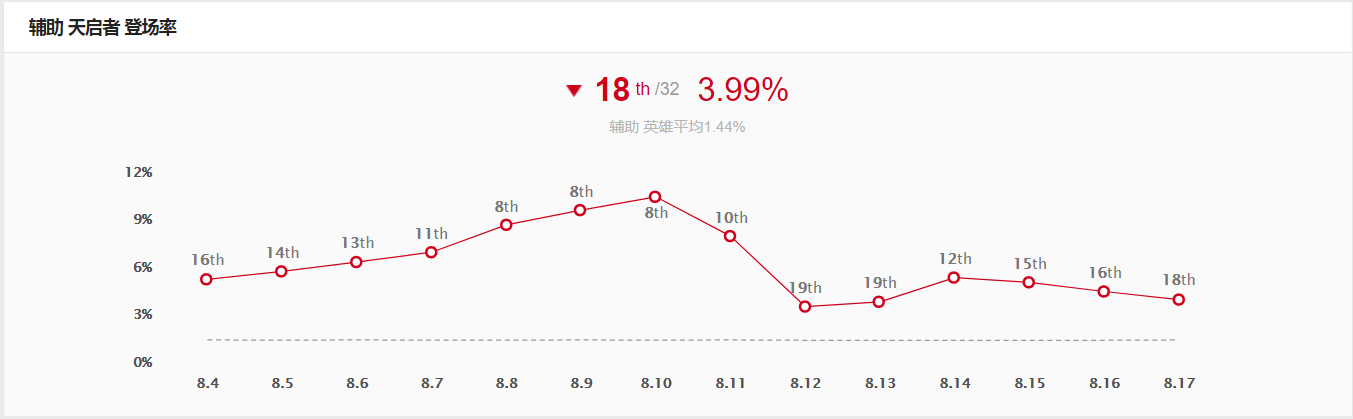 辅助 天启者 登场率
18 th /32 3.99%
辅助 英雄平均1.44%
12%
9%
6%
3%
0%
16th
14th
13th
11th
8th
8th
8th
10th
19th
19th
12th
15th
16th
18th
8.4 8.5 8.6 8.7 8.8 8.9 8.10 8.11 8.12 8.13 8.14 8.15 8.16 8.17